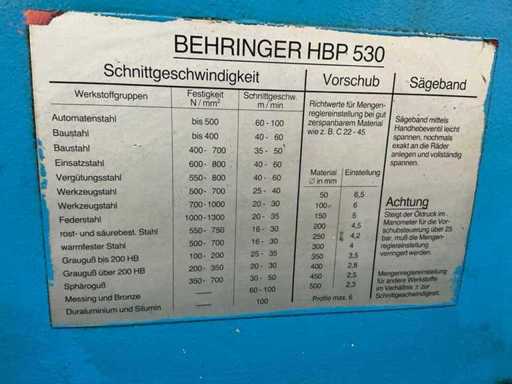 BEHRINGER HBP 530
Schnittgeschwindigkeit
Werkstoffgruppen Festigkeit N/mm² Schnittgeschw. m/min
Automatenstahl bis 500 60 - 100
Baustahl bis 400 40 - 60
Baustahl 400 - 700 35 - 50
Einsatzstahl 600 - 800 40 - 60
Vergütungsstahl 550 - 800 40 - 60
Werkzeugstahl 500 - 700 25 - 40
Werkzeugstahl 700-1000 20 - 30
Federstahl 1000-1300 20 - 35
rost- und säurebest. Stahl 550 - 750 16 - 30
warmfester Stahl 500 - 700 16 - 30
Grauguß bis 200 HB 100 - 200 25 - 35
Grauguß über 200 HB 200 - 350 20 - 30
Sphäroguß 350 - 700 30 - 50
Messing und Bronze — 60 - 100
Duraluminium und Silumin — 100
Vorschub
Richtwerte für Mengen-
reglereinstellung bei gut
zerspanbarem Material
wie z. B. C 22 - 45
Material ∅ in mm Einstellung
50 6,5
100 6
150 5
200 4,5
250 4,2
300 4
350 3,5
400 2,8
450 2,5
500 2,3
Profile max. 6
Sägeband
Sägeband mittels
Handhebeventil leicht
spannen, nochmals
exakt an die Räder
anlegen und vollständig
spannen.
Achtung
Steigt der Öldruck im
Manometer für die Vor-
schubsteuerung über 25
bar, muß die Mengen-
reglereinstellung
verringert werden.
Mengenreglereinstellung
für andere Werkstoffe
im Verhältnis ± zur
Schnittgeschwindigkeit.